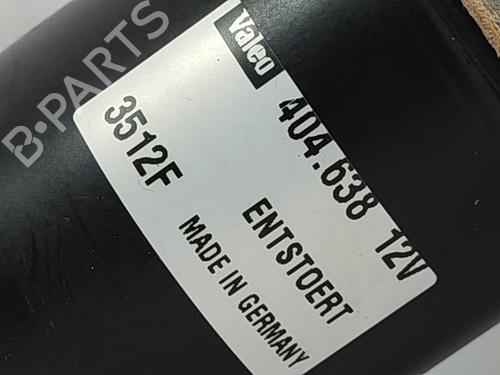 Valeo
404.638 12V
3512F
ENTSTOERT
MADE IN GERMANY
B-PARTS